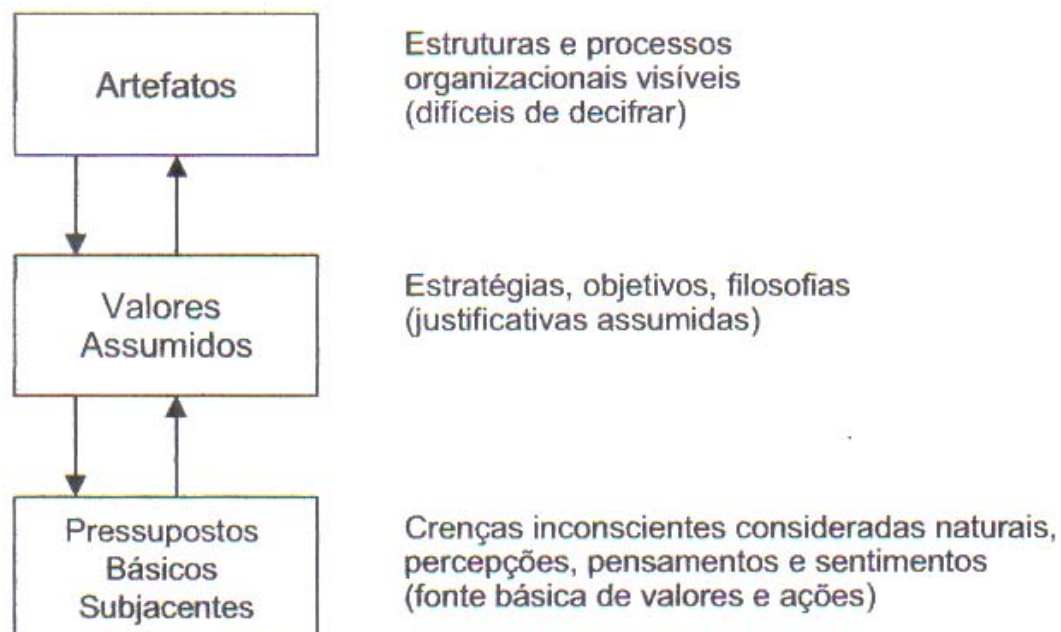 Artefatos
Estruturas e processos
organizacionais visíveis
(difíceis de decifrar)
Valores
Assumidos
Estratégias, objetivos, filosofias
(justificativas assumidas)
Pressupostos
Básicos
Subjacentes
Crenças inconscientes consideradas naturais,
percepções, pensamentos e sentimentos
(fonte básica de valores e ações)